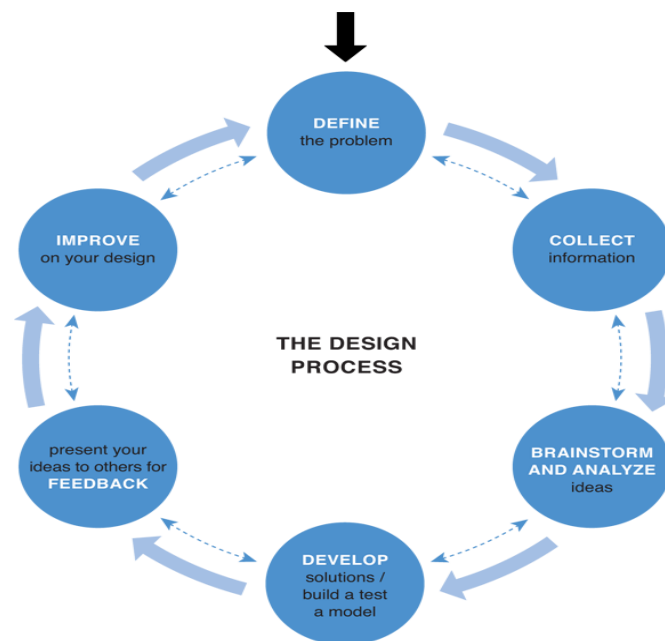 DEFINE
the problem
COLLECT
information
BRAINSTORM
AND ANALYZE
ideas
DEVELOP
solutions /
build a test
a model
present your
ideas to others for
FEEDBACK
IMPROVE
on your design
THE DESIGN
PROCESS